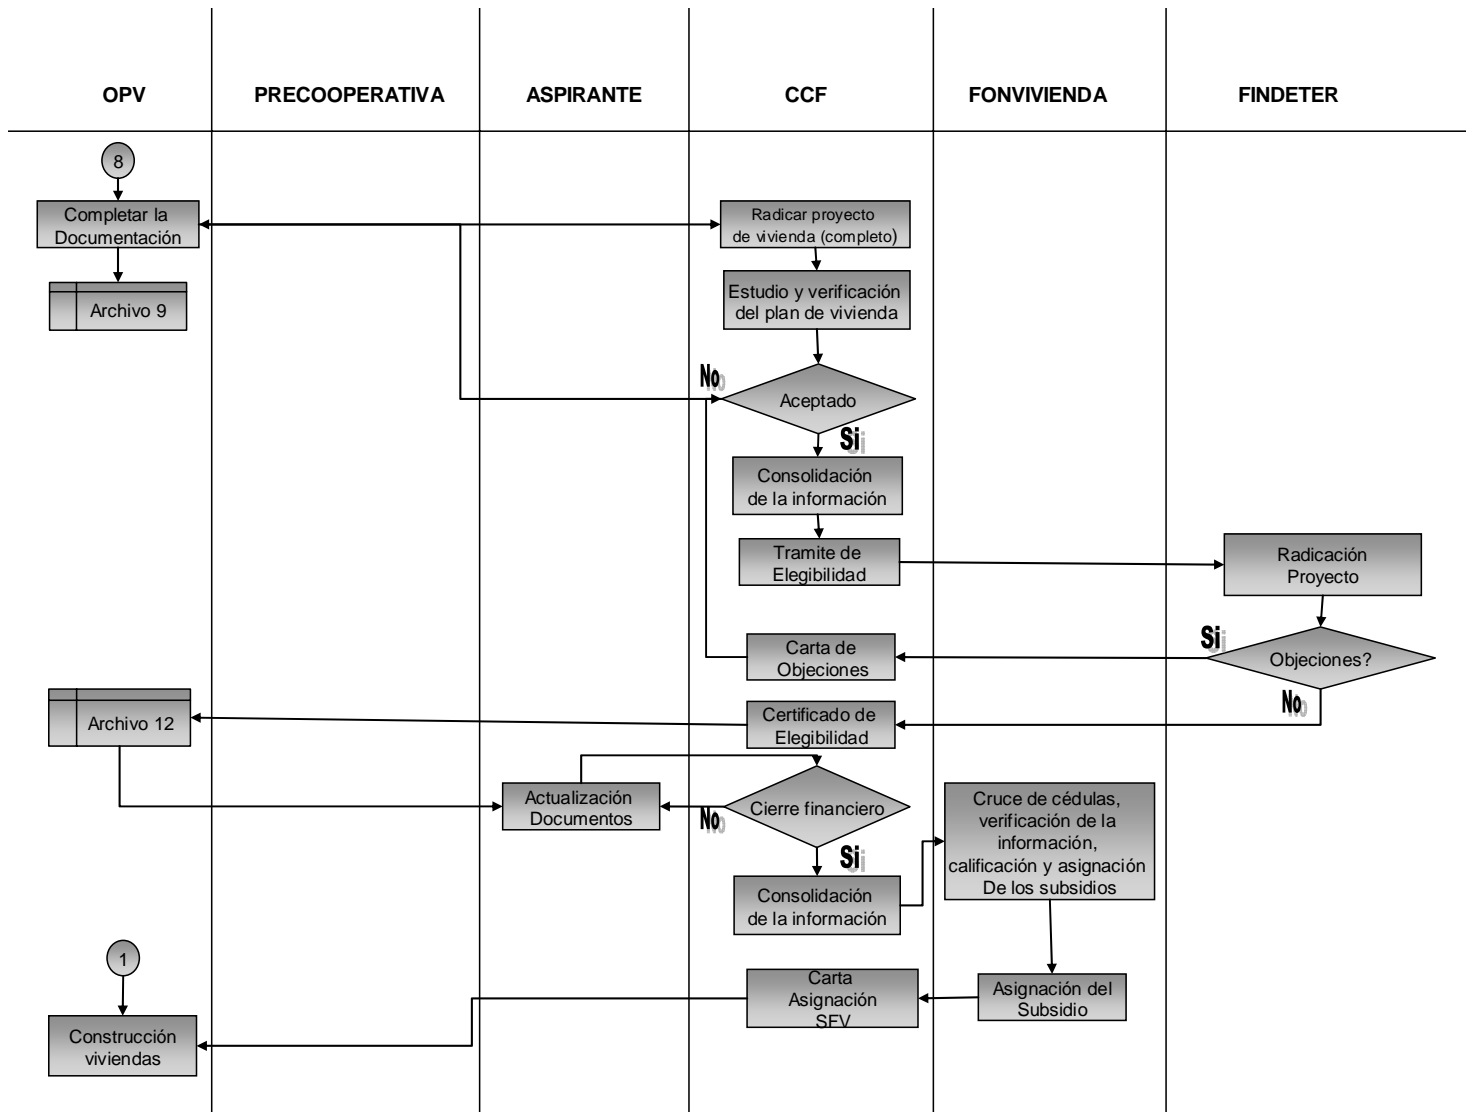 OPV
PRECOOPERATIVA
ASPIRANTE
CCF
FONVIVIENDA
FINDETER
8
Completar la
Documentación
Radicar proyecto
de vivienda (completo)
Archivo 9
Estudio y verificación
del plan de vivienda
No
Aceptado
Si
Consolidación
de la información
Tramite de
Elegibilidad
Radicación
Proyecto
Carta de
Objeciones
Si
Objeciones?
No
Archivo 12
Certificado de
Elegibilidad
Actualización
Documentos
No
Cierre financiero
Si
Cruce de cédulas,
verificación de la
información,
calificación y asignación
De los subsidios
Consolidación
de la información
1
Carta
Asignación
SFV
Asignación del
Subsidio
Construcción
viviendas